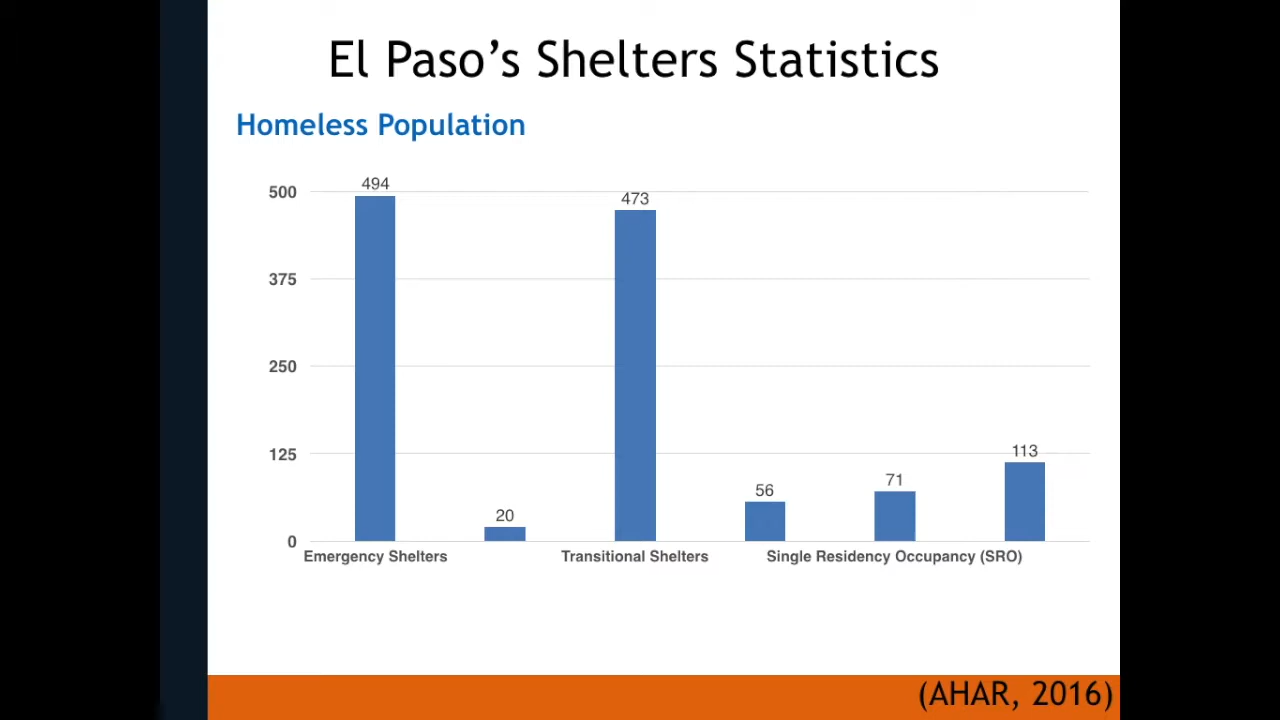 El Paso’s Shelters Statistics
Homeless Population
500
375
250
125
0
494
20
473
56
71
113
Emergency Shelters
Transitional Shelters
Single Residency Occupancy (SRO)
(AHAR, 2016)